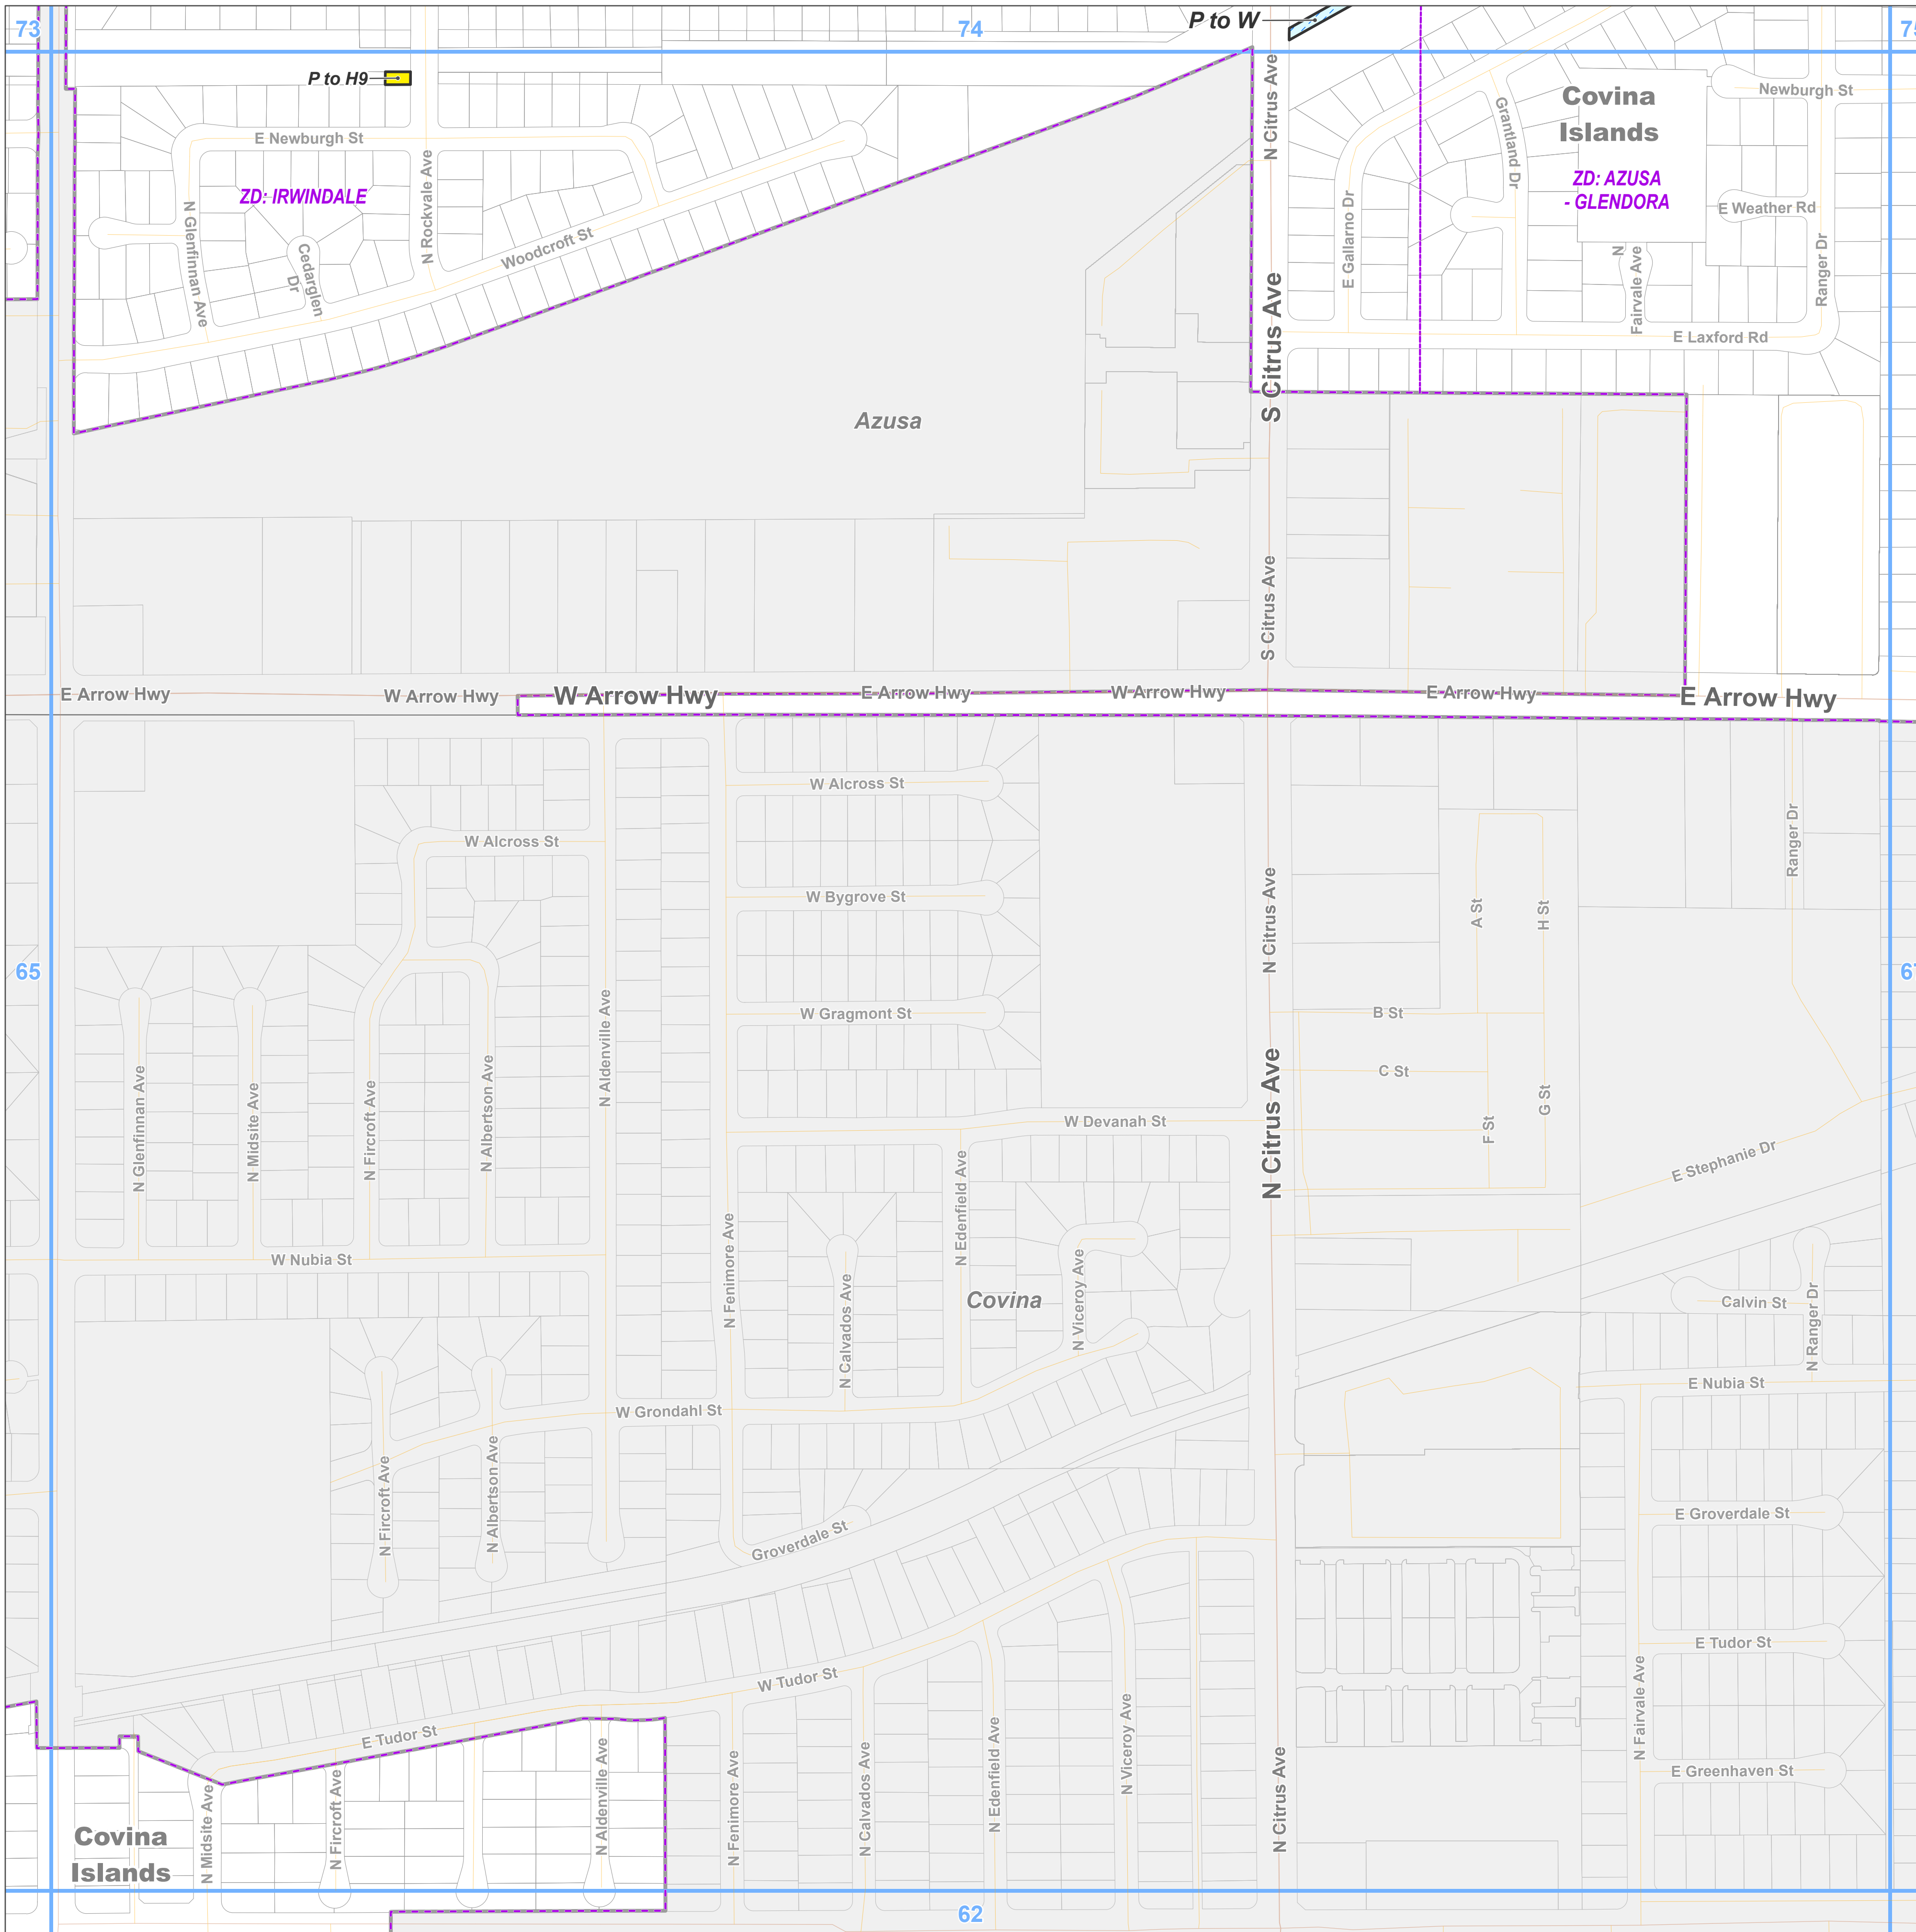 73
74
P to W
P to H9
E Newburgh St
N Citrus Ave
Covina
Islands
Newburgh St
Grantland Dr
ZD: IRWINDALE
N Rockvale Ave
ZD: AZUSA
- GLENDORA
E Weather Rd
N Glenfinnan Ave
Cedarglen
Dr
Woodcroft St
E Gallarno Dr
N
Fairvale Ave
Ranger Dr
E Laxford Rd
S Citrus Ave
Azusa
S Citrus Ave
E Arrow Hwy
W Arrow Hwy
W Arrow Hwy
E Arrow Hwy
W Arrow Hwy
E Arrow Hwy
E Arrow Hwy
W Alcross St
W Alcross St
Ranger Dr
W Bygrove St
A St
H St
N Citrus Ave
65
W Gragmont St
B St
C St
N Aldenville Ave
N Glenfinnan Ave
N Midsite Ave
N Fircroft Ave
N Albertson Ave
W Devanah St
N Citrus Ave
F St
G St
E Stephanie Dr
N Edenfield Ave
W Nubia St
N Fenimore Ave
N Calvados Ave
N Viceroy Ave
Covina
Calvin St
N Ranger Dr
E Nubia St
W Grondahl St
N Fircroft Ave
N Albertson Ave
Groverdale St
E Groverdale St
E Tudor St
W Tudor St
E Tudor St
N Fairvale Ave
E Greenhaven St
Covina
Islands
N Midsite Ave
N Fircroft Ave
N Aldenville Ave
N Fenimore Ave
N Calvados Ave
N Edenfield Ave
N Viceroy Ave
N Citrus Ave
62